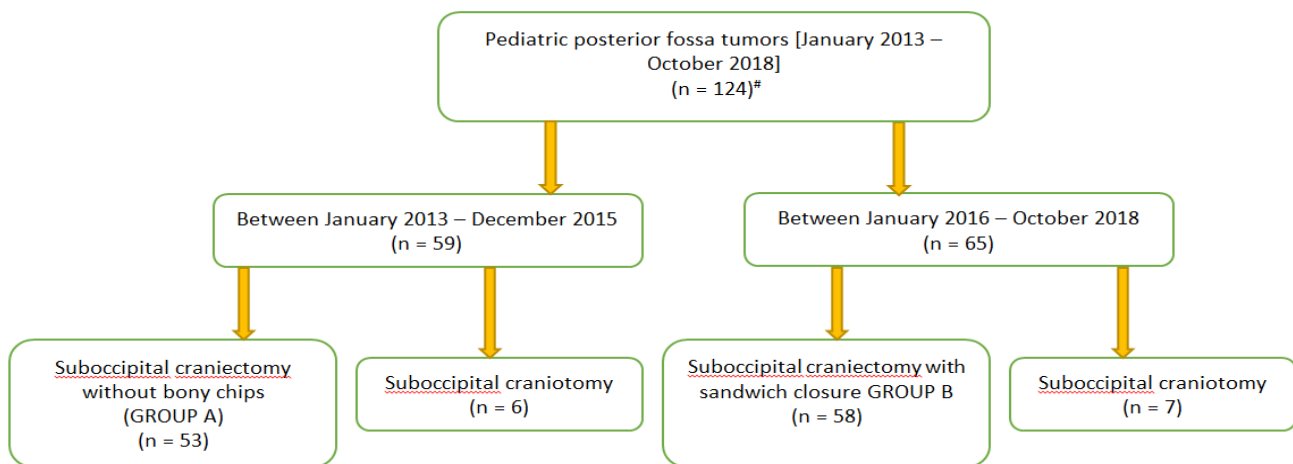 Pediatric posterior fossa tumors [January 2013 –
October 2018]
(n = 124)#
Between January 2013 – December 2015
(n = 59)
Between January 2016 – October 2018
(n = 65)
Suboccipital craniectomy
without bony chips
(GROUP A)
(n = 53)
Suboccipital craniotomy
(n = 6)
Suboccipital craniectomy with
sandwich closure GROUP B
(n = 58)
Suboccipital craniotomy
(n = 7)